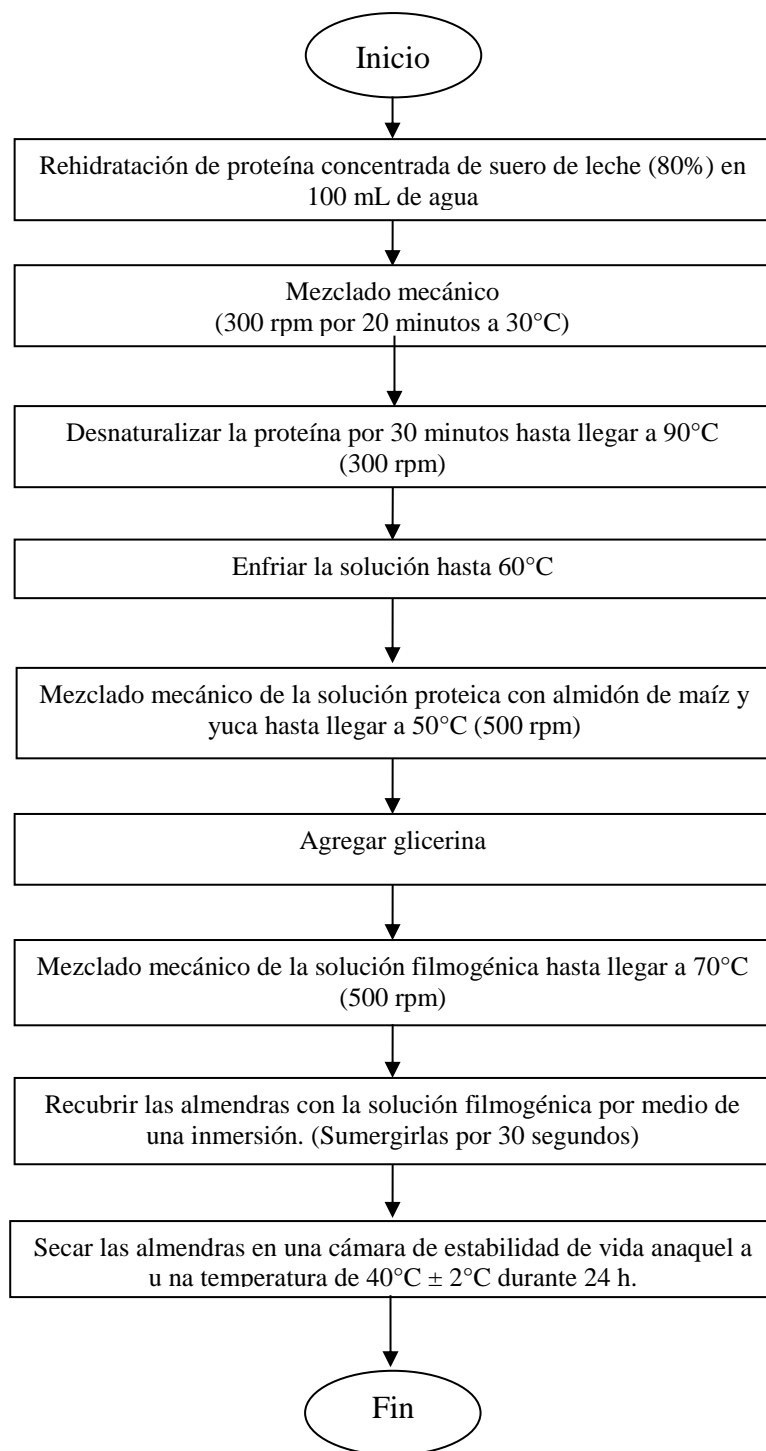 Inicio
Rehidratación de proteína concentrada de suero de leche (80%) en
100 mL de agua
Mezclado mecánico
(300 rpm por 20 minutos a 30°C)
Desnaturalizar la proteína por 30 minutos hasta llegar a 90°C
(300 rpm)
Enfriar la solución hasta 60°C
Mezclado mecánico de la solución proteica con almidón de maíz y
yuca hasta llegar a 50°C (500 rpm)
Agregar glicerina
Mezclado mecánico de la solución filmogénica hasta llegar a 70°C
(500 rpm)
Recubrir las almendras con la solución filmogénica por medio de
una inmersión. (Sumergirlas por 30 segundos)
Secar las almendras en una cámara de estabilidad de vida anaquel a
u na temperatura de 40°C ± 2°C durante 24 h.
Fin